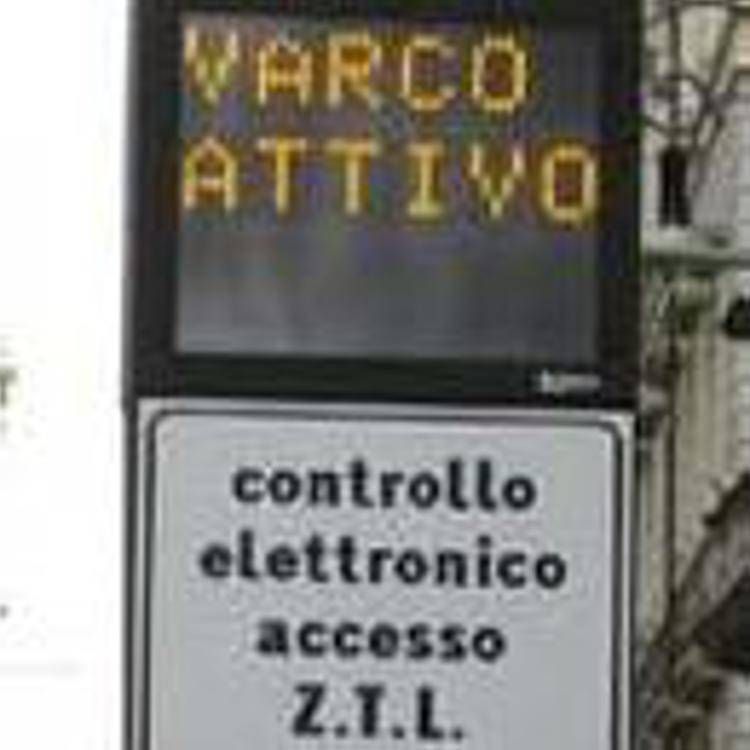 VARCO
ATTIVO
controllo
elettronico
accesso
Z.T.L.